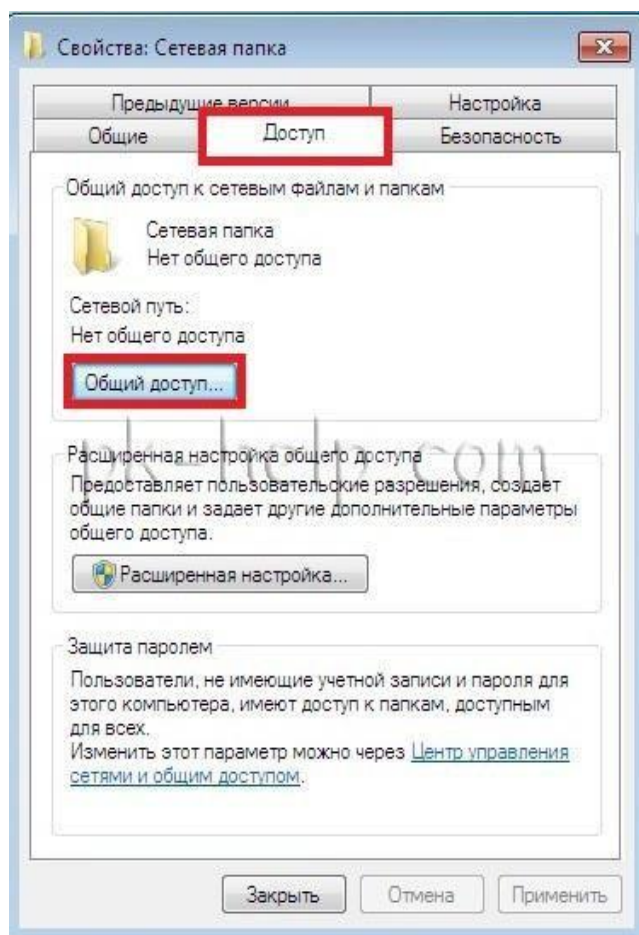 Свойства: Сетевая папка
Предыдущие версии
Настройка
Общие
Доступ
Безопасность
Общий доступ к сетевым файлам и папкам
Сетевая папка
Нет общего доступа
Сетевой путь:
Нет общего доступа
Общий доступ...
pk-help.com
Расширенная настройка общего доступа
Предоставляет пользовательские разрешения, создает
общие папки и задает другие дополнительные параметры
общего доступа.
Расширенная настройка...
Защита паролем
Пользователи, не имеющие учетной записи и пароля для
этого компьютера, имеют доступ к папкам, доступным
для всех.
Изменить этот параметр можно через Центр управления
сетями и общим доступом.
Закрыть
Отмена
Применить